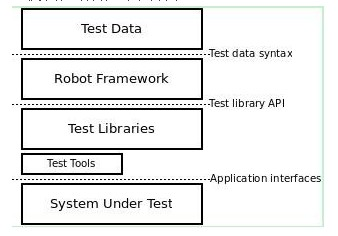 Test Data
Test data syntax
Robot Framework
Test library API
Test Libraries
Test Tools
Application interfaces
System Under Test